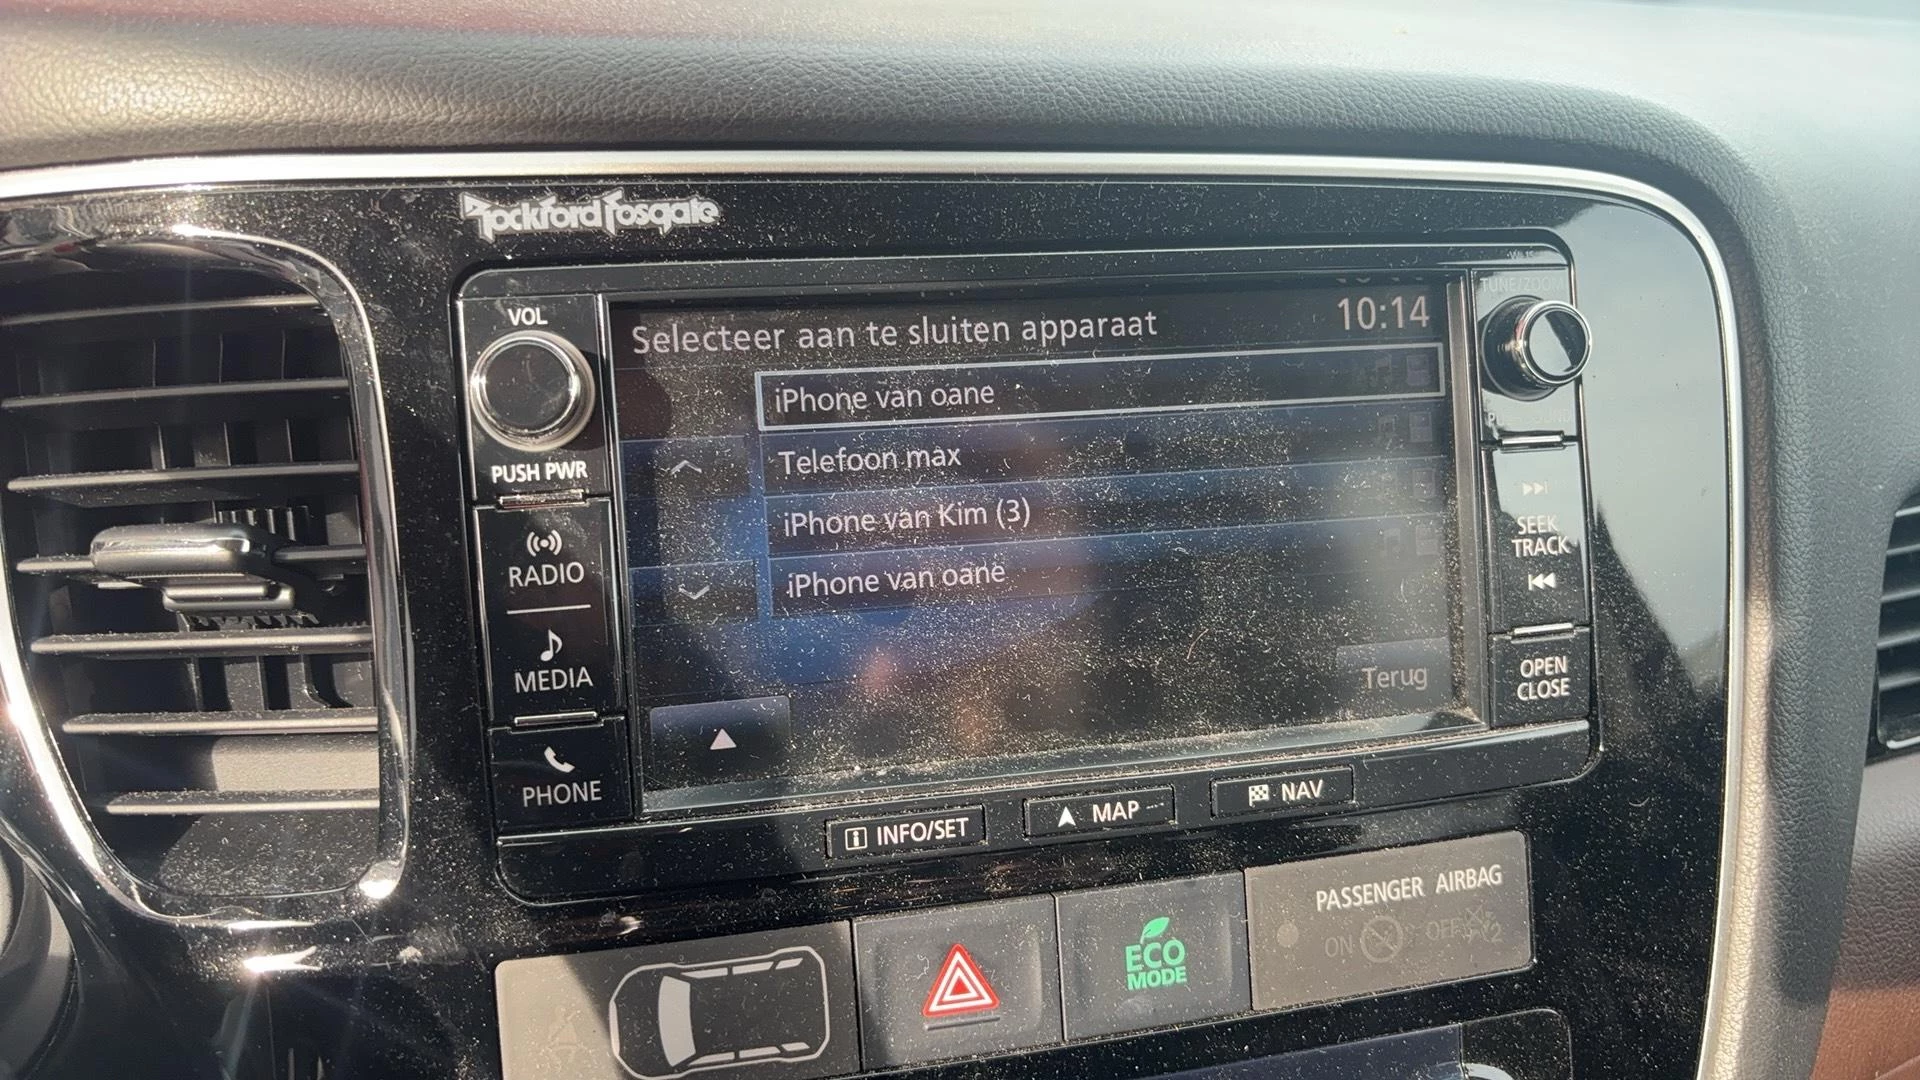 Rockford Fosgate
VOL
PUSH PWR
RADIO
MEDIA
PHONE
Selecteer aan te sluiten apparaat
10:14
iPhone van oane
Telefoon max
iPhone van Kim (3)
iPhone van oane
Terug
TUNE/ZOOM
SEEK
TRACK
OPEN
CLOSE
INFO/SET
MAP
NAV
ECO
MODE
PASSENGER AIRBAG
ON OFF